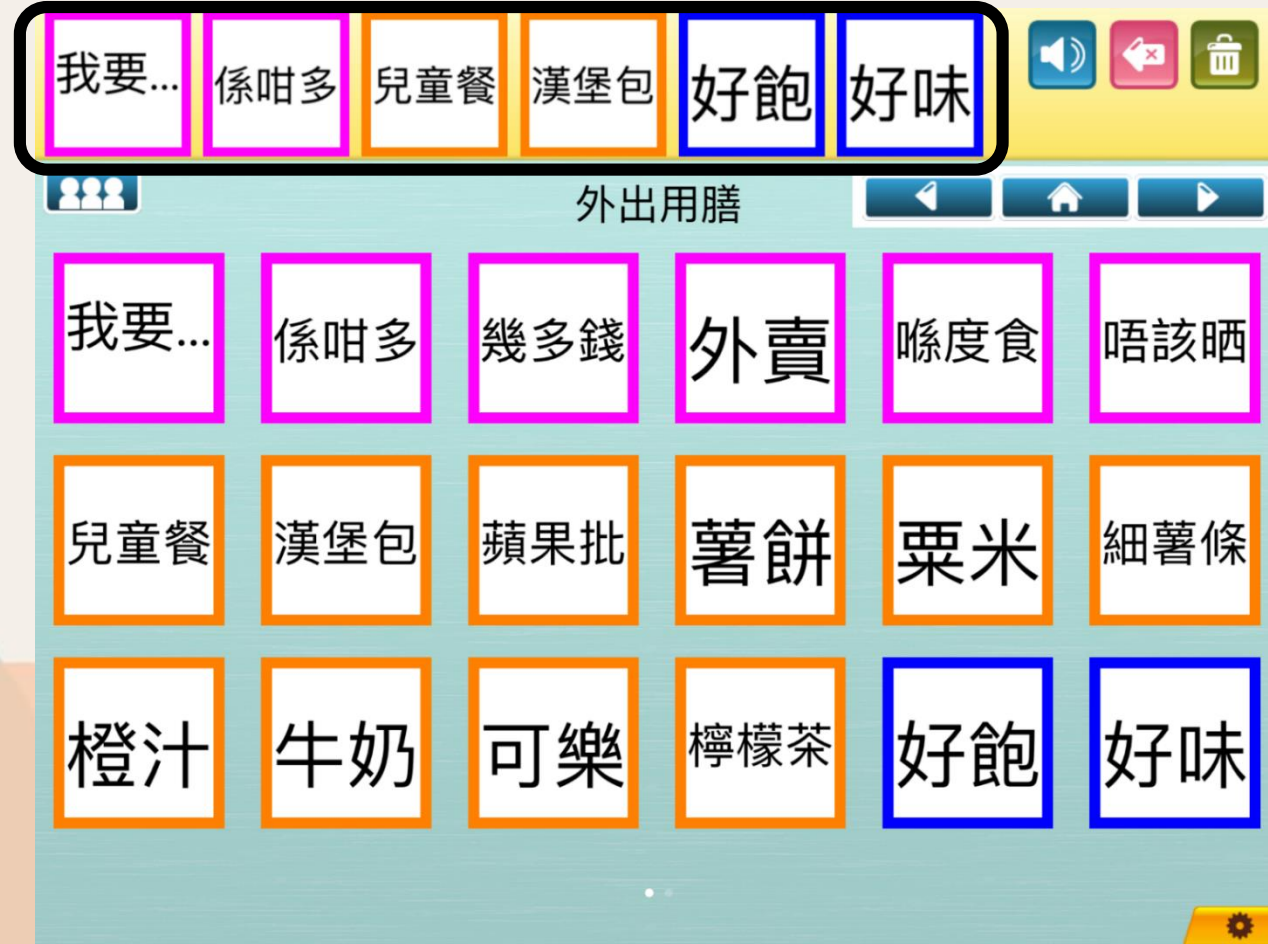 我要... 係咁多 兒童餐 漢堡包 好飽 好味
外出用膳
我要... 係咁多 幾多錢 外賣 喺度食 唔該晒
兒童餐 漢堡包 蘋果批 薯餅 粟米 細薯條
橙汁 牛奶 可樂 檸檬茶 好飽 好味